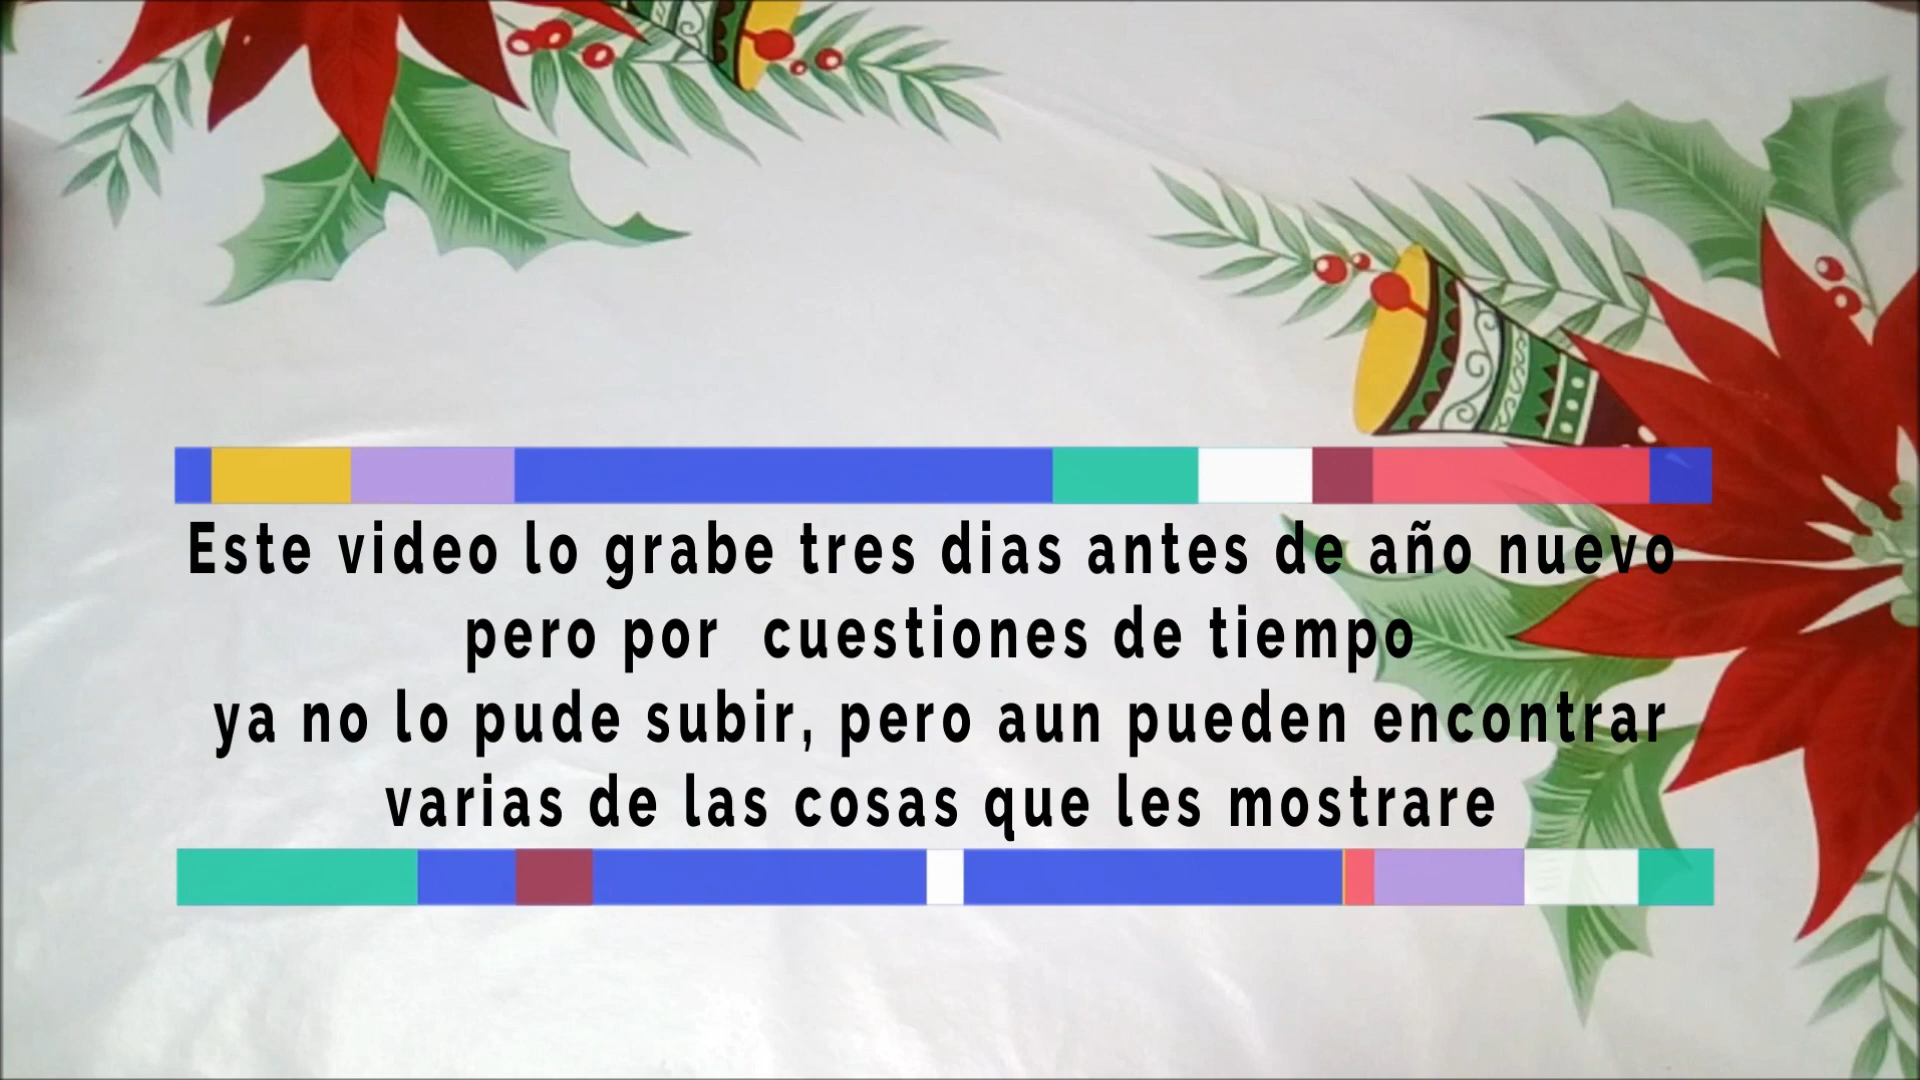 Este video lo grabe tres dias antes de año nuevo
pero por cuestiones de tiempo
ya no lo pude subir, pero aun pueden encontrar
varias de las cosas que les mostrare